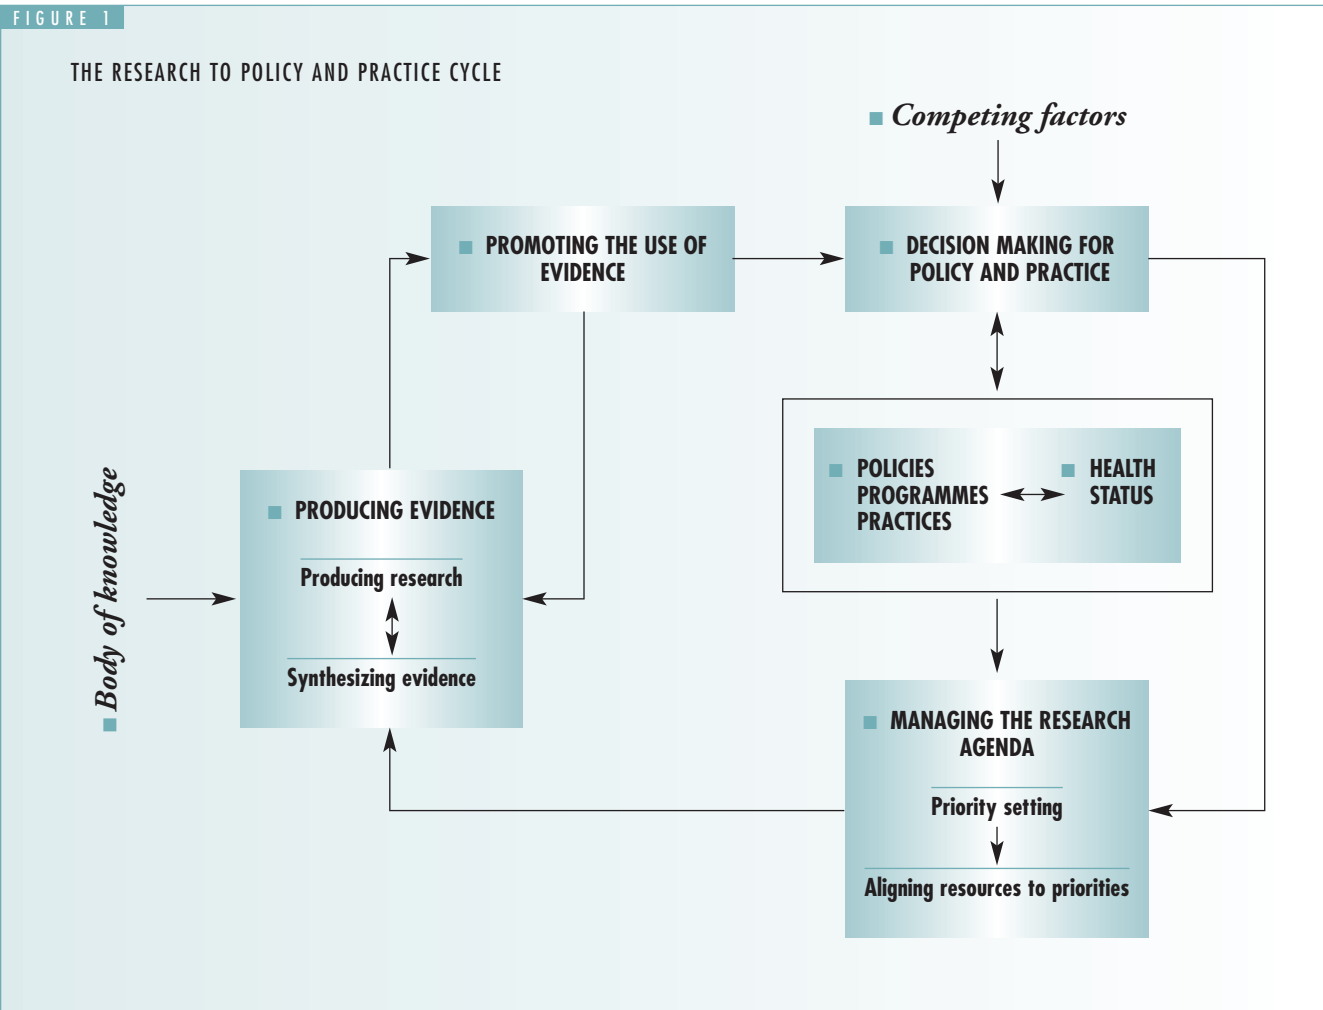 FIGURE 1
THE RESEARCH TO POLICY AND PRACTICE CYCLE
Competing factors
PROMOTING THE USE OF
EVIDENCE
DECISION MAKING FOR
POLICY AND PRACTICE
POLICIES
PROGRAMMES
PRACTICES
HEALTH
STATUS
Body of knowledge
PRODUCING EVIDENCE
Producing research
Synthesizing evidence
MANAGING THE RESEARCH
AGENDA
Priority setting
Aligning resources to priorities